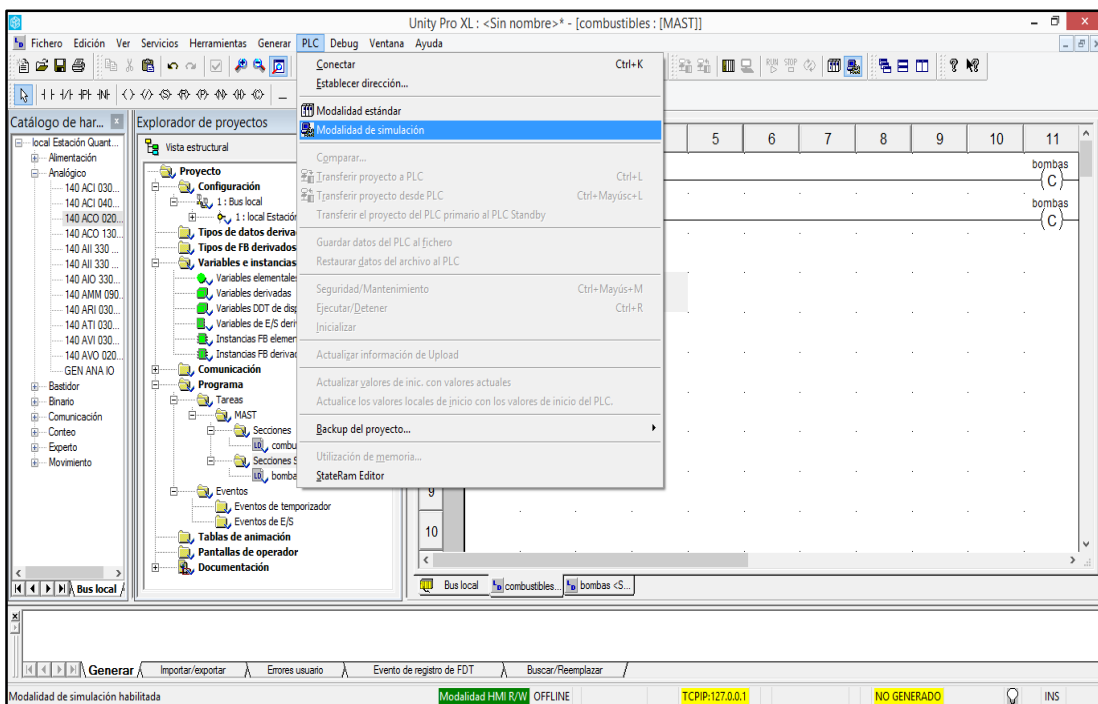 Unity Pro XL : <Sin nombre>* - [combustibles : [MAST]]
Fichero Edición Ver Servicios Herramientas Generar PLC Debug Ventana Ayuda
RUN STOP
Catálogo de har...
local Estación Quant...
Alimentación
Analógico
140 ACI 030...
140 ACI 040...
140 ACO 020...
140 ACO 130...
140 AII 330 ...
140 AII 330 ...
140 AIO 330...
140 AMM 090...
140 ARI 030...
140 ATI 030...
140 AVI 030...
140 AVO 020...
GEN ANA IO
Bastidor
Binario
Comunicación
Conteo
Experto
Movimiento
Bus local
Explorador de proyectos
Vista estructural
Proyecto
Configuración
1 : Bus local
1 : local Estación
Tipos de datos deriva
Tipos de FB derivados
Variables e instancias
Variables elementales
Variables derivadas
Variables DDT de disp
Variables de E/S deri
Instancias FB elemen
Instancias FB derivad
Comunicación
Programa
Tareas
MAST
Secciones
LD combu
Secciones S
LD bomba
Eventos
Eventos de temporizador
Eventos de E/S
Tablas de animación
Pantallas de operador
Documentación
Conectar Ctrl+K
Establecer dirección...
Modalidad estándar
Modalidad de simulación
Comparar...
Transferir proyecto a PLC Ctrl+L
Transferir proyecto desde PLC Ctrl+Mayúsc+L
Transferir el proyecto del PLC primario al PLC Standby
Guardar datos del PLC al fichero
Restaurar datos del archivo al PLC
Seguridad/Mantenimiento Ctrl+Mayús+M
Ejecutar/Detener Ctrl+R
Inicializar
Actualizar información de Upload
Actualizar valores de inic. con valores actuales
Actualice los valores locales de inicio con los valores de inicio del PLC.
Backup del proyecto...
Utilización de memoria...
StateRam Editor
5 6 7 8 9 10 11
bombas
C
bombas
C
9
10
Bus local combustibles... bombas <S...
Generar Importar/exportar Errores usuario Evento de registro de FDT Buscar/Reemplazar
Modalidad de simulación habilitada Modalidad HMI R/W OFFLINE TCPIP:127.0.0.1 NO GENERADO INS